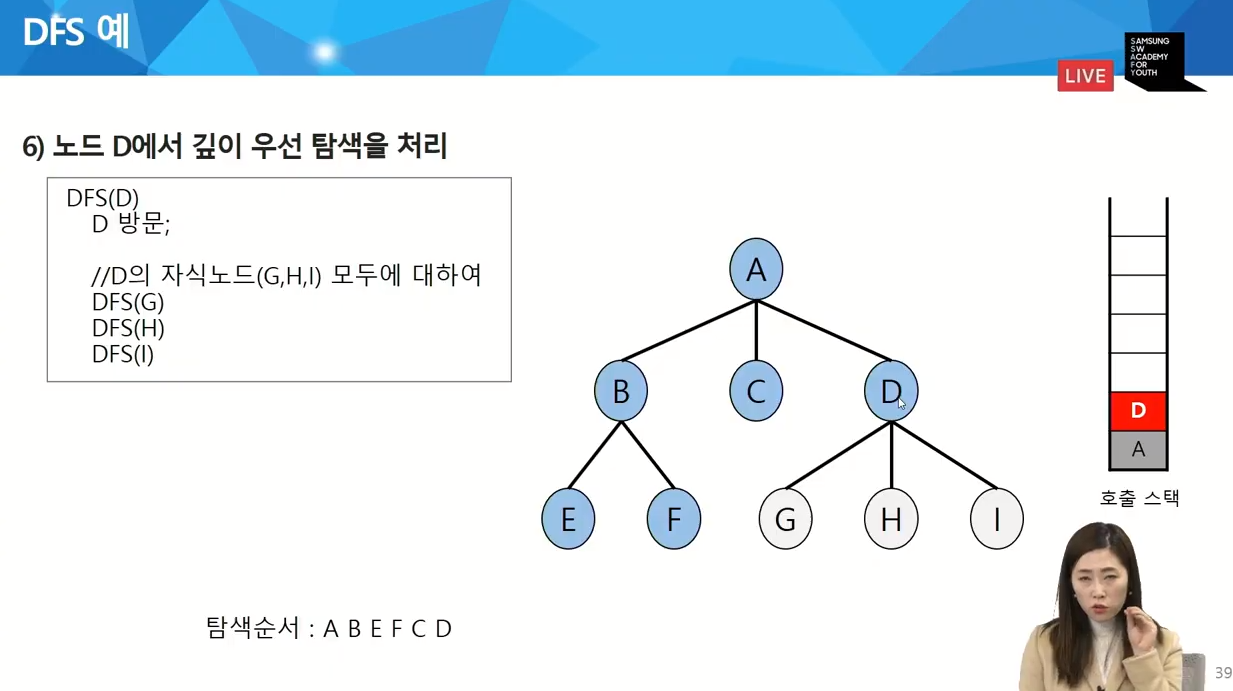 DFS 예
LIVE
SAMSUNG
SW
ACADEMY
FOR
YOUTH
6) 노드 D에서 깊이 우선 탐색을 처리
DFS(D)
D 방문;
//D의 자식노드(G,H,I) 모두에 대하여
DFS(G)
DFS(H)
DFS(I)
A
B C D
E F G H I
D
A
호출 스택
탐색순서 : A B E F C D
39